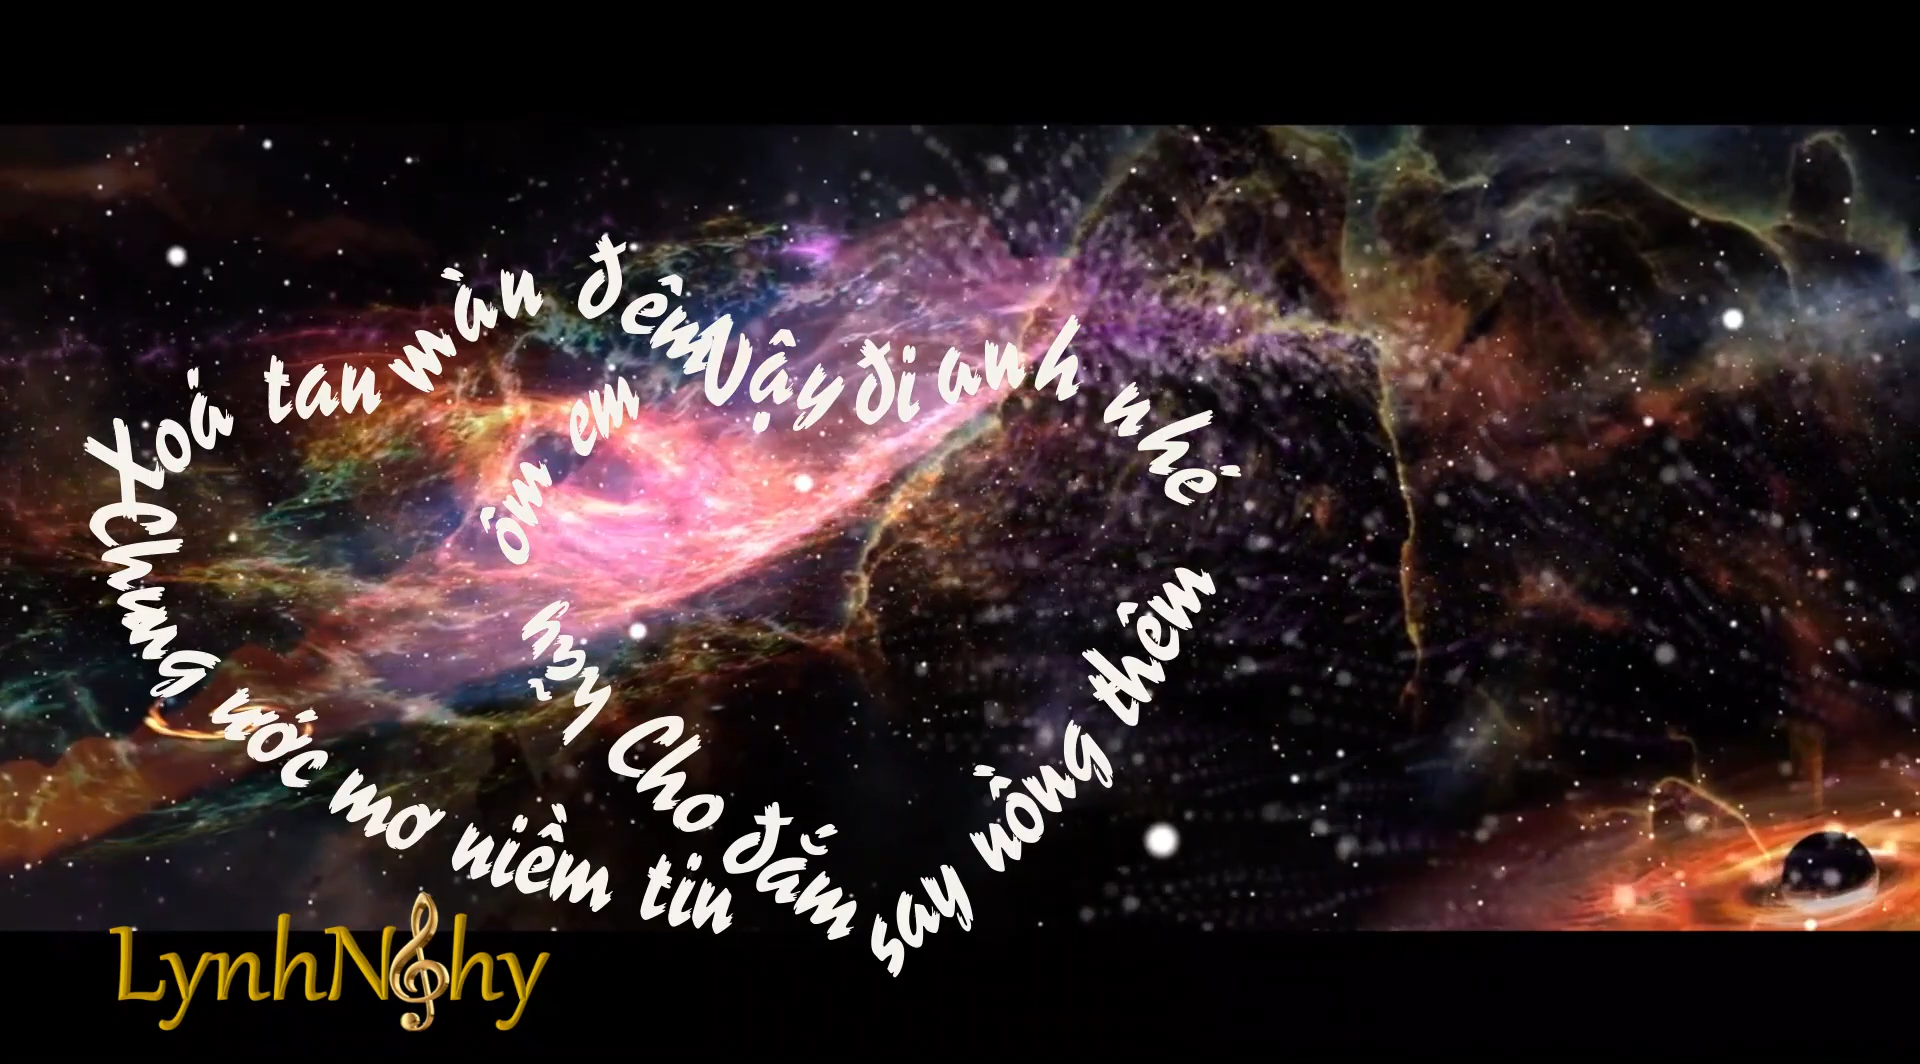 Xoá tan màn đêm
Chung ước mơ niềm tin
Vậy đi anh nhé
ôm em
hãy Cho đắm
say nồng thêm
LynhNghy